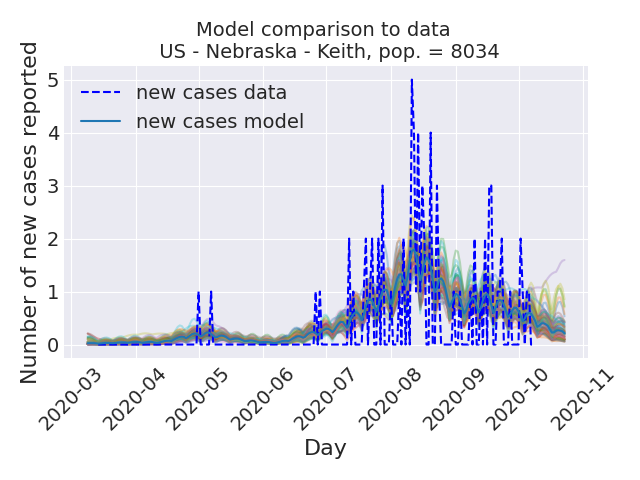 Model comparison to data
US - Nebraska - Keith, pop. = 8034
Number of new cases reported
5
4
3
2
1
0
new cases data
new cases model
2020-03
2020-04
2020-05
2020-06
2020-07
2020-08
2020-09
2020-10
2020-11
Day